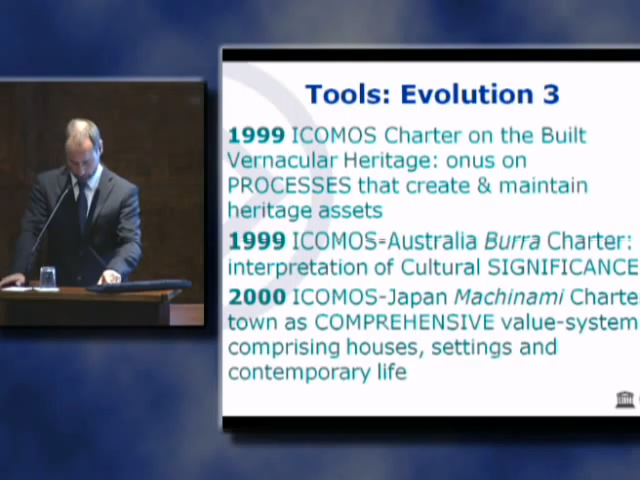 Tools: Evolution 3
1999 ICOMOS Charter on the Built
Vernacular Heritage: onus on
PROCESSES that create & maintain
heritage assets
1999 ICOMOS-Australia Burra Charter:
interpretation of Cultural SIGNIFICANCE
2000 ICOMOS-Japan Machinami Charte
town as COMPREHENSIVE value-system
comprising houses, settings and
contemporary life